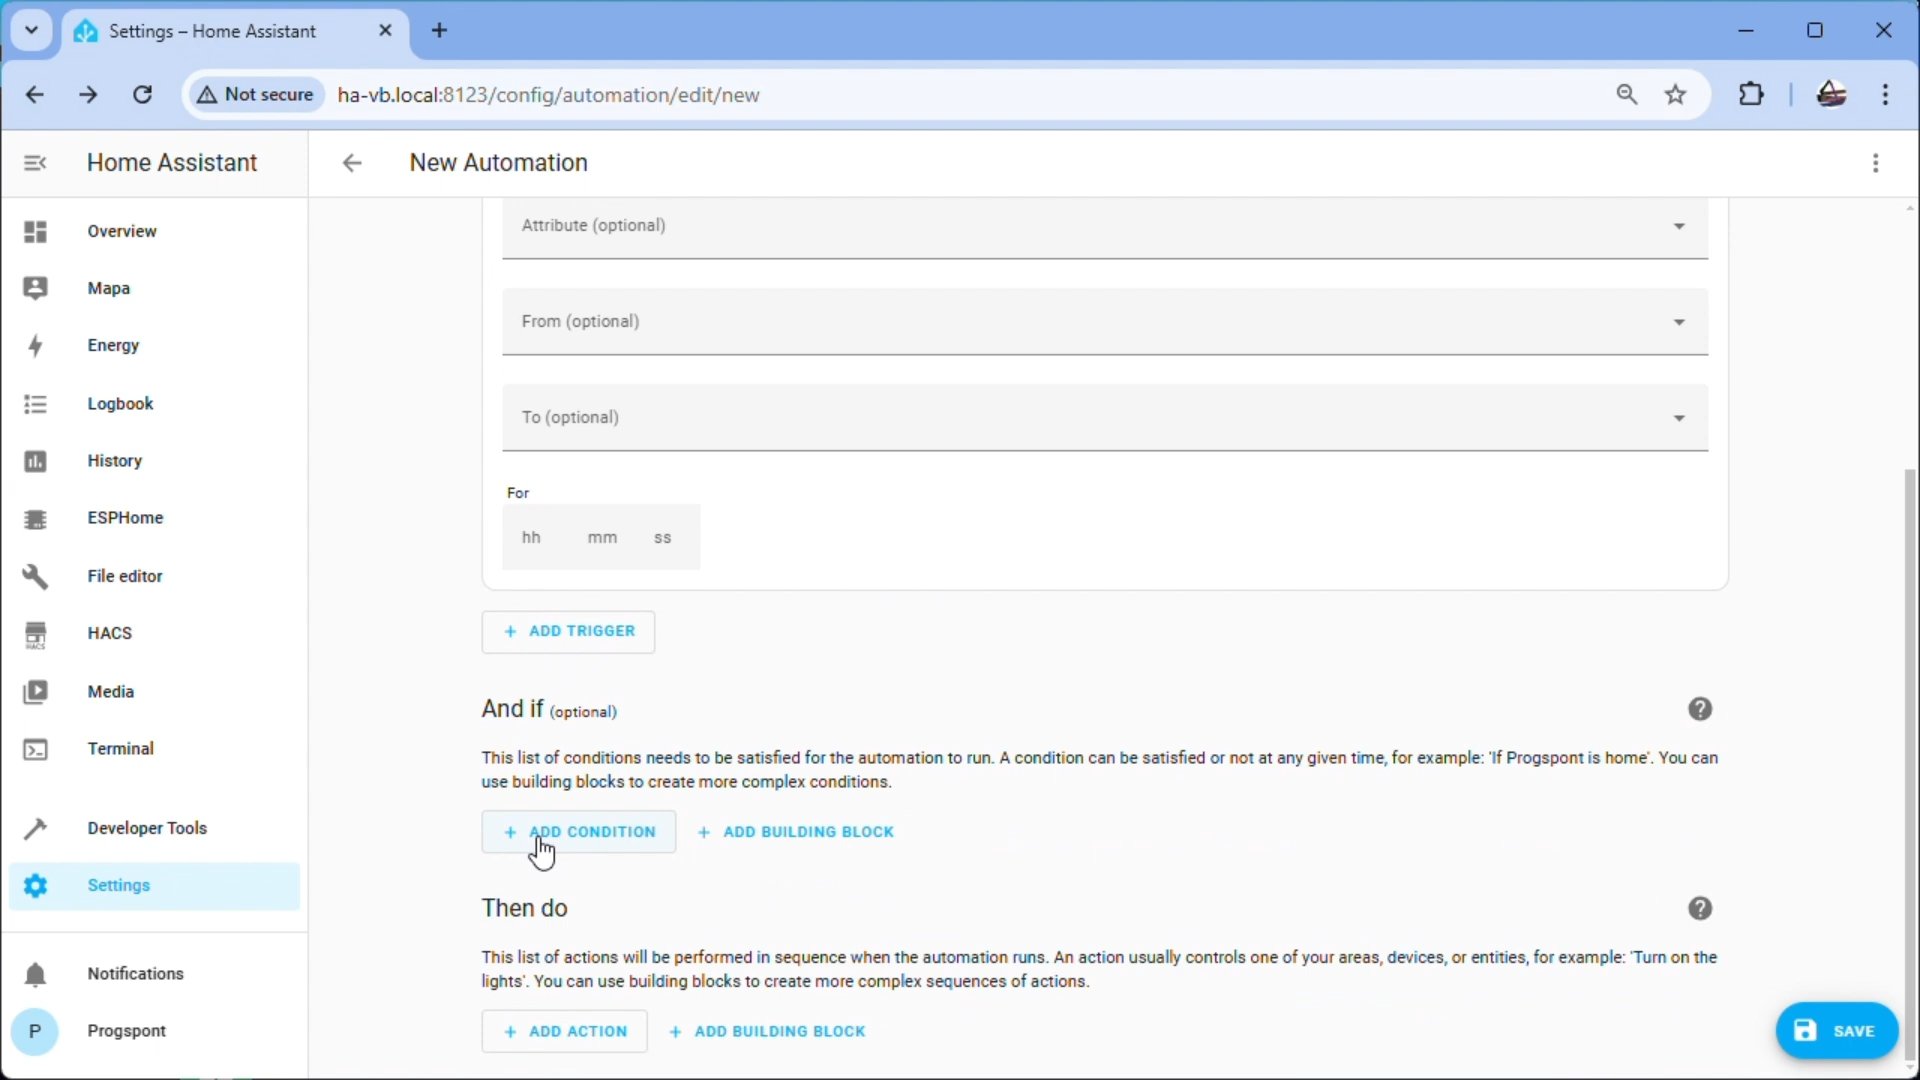 Settings – Home Assistant
Not secure
ha-vb.local:8123/config/automation/edit/new
Home Assistant
New Automation
Overview
Mapa
Energy
Logbook
History
ESPHome
File editor
HACS
HACS
Media
Terminal
Developer Tools
Settings
Notifications
P
Progspont
Attribute (optional)
From (optional)
To (optional)
For
hh mm ss
+ ADD TRIGGER
And if (optional)
This list of conditions needs to be satisfied for the automation to run. A condition can be satisfied or not at any given time, for example: 'If Progspont is home'. You can
use building blocks to create more complex conditions.
+ ADD CONDITION + ADD BUILDING BLOCK
Then do
This list of actions will be performed in sequence when the automation runs. An action usually controls one of your areas, devices, or entities, for example: 'Turn on the
lights'. You can use building blocks to create more complex sequences of actions.
+ ADD ACTION + ADD BUILDING BLOCK
SAVE